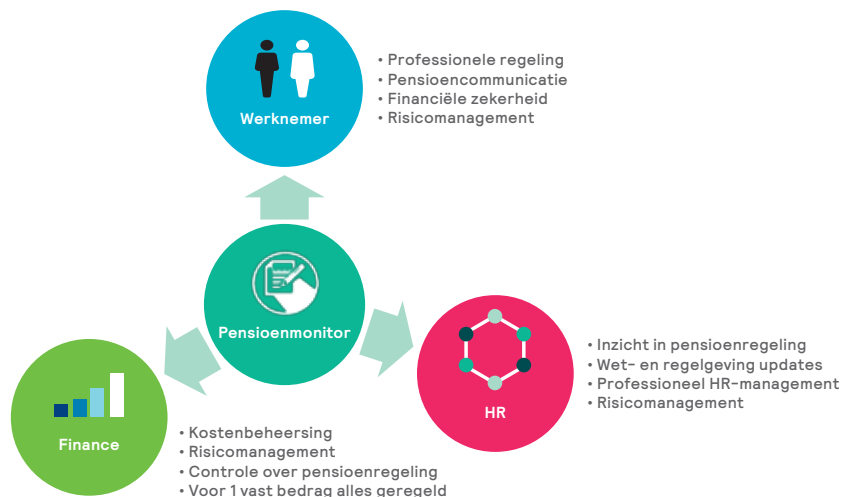 Werknemer
• Professionele regeling
• Pensioencommunicatie
• Financiële zekerheid
• Risicomanagement
Pensioenmonitor
HR
• Inzicht in pensioenregeling
• Wet- en regelgeving updates
• Professioneel HR-management
• Risicomanagement
Finance
• Kostenbeheersing
• Risicomanagement
• Controle over pensioenregeling
• Voor 1 vast bedrag alles geregeld